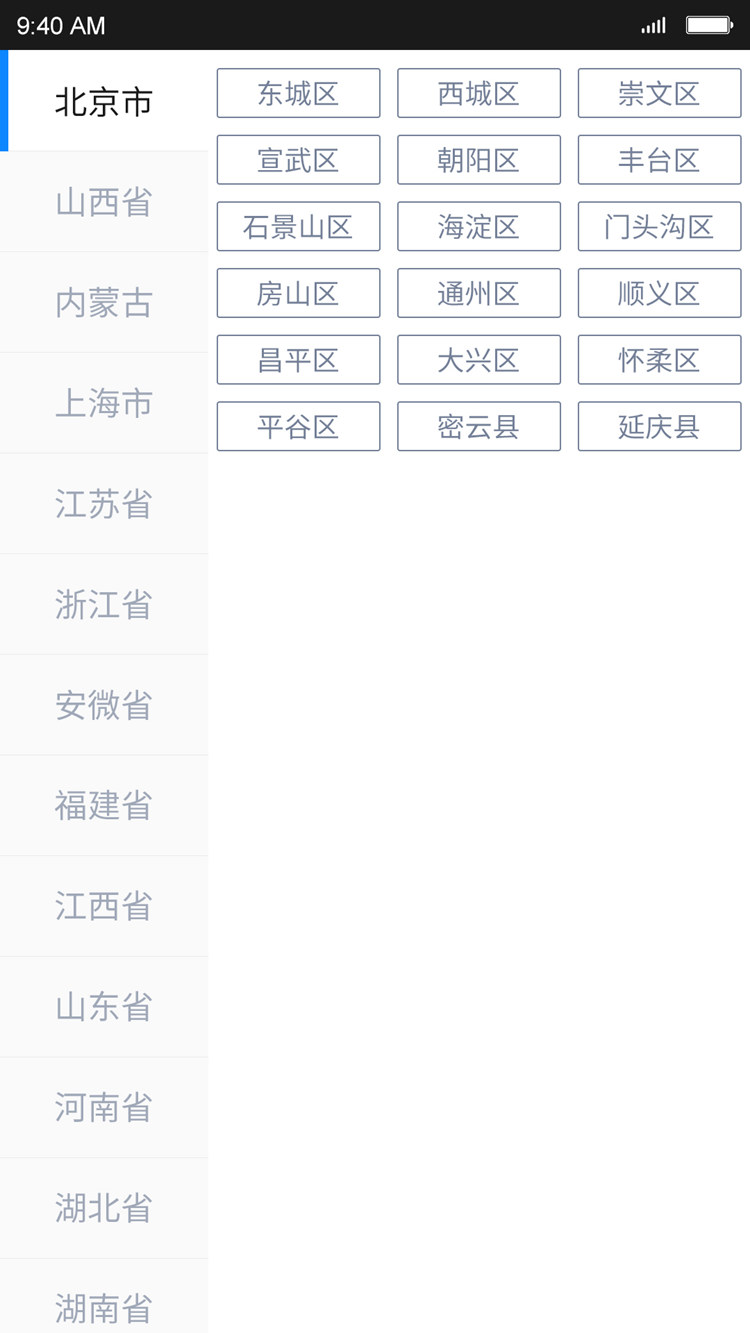 9:40 AM
北京市
山西省
内蒙古
上海市
江苏省
浙江省
安微省
福建省
江西省
山东省
河南省
湖北省
湖南省
东城区 西城区 崇文区
宣武区 朝阳区 丰台区
石景山区 海淀区 门头沟区
房山区 通州区 顺义区
昌平区 大兴区 怀柔区
平谷区 密云县 延庆县